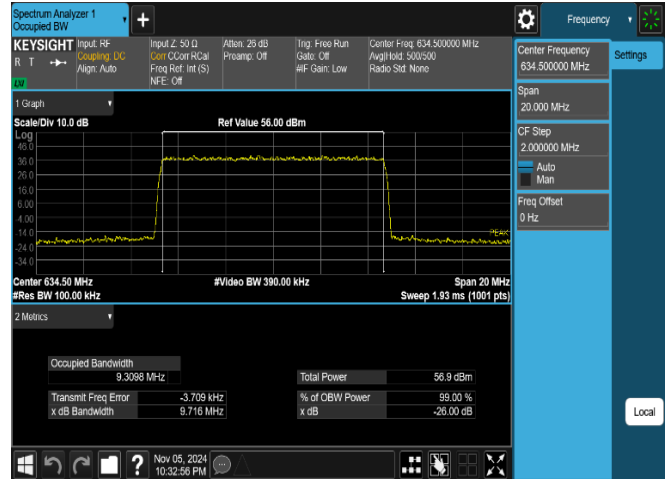 Spectrum Analyzer 1
Occupied BW
+
Frequency
KEYSIGHT
R T
Input: RF
Coupling: DC
Align: Auto
Input Z: 50 Ω
Corr CCorr RCal
Freq Ref: Int (S)
NFE: Off
Atten: 26 dB
Preamp: Off
Trig: Free Run
Gate: Off
#IF Gain: Low
Center Freq: 634.500000 MHz
Avg|Hold: 500/500
Radio Std: None
Center Frequency
634.500000 MHz
Settings
Span
20.000 MHz
CF Step
2.000000 MHz
Auto
Man
Freq Offset
0 Hz
1 Graph
Scale/Div 10.0 dB
Ref Value 56.00 dBm
Log
46.0
36.0
26.0
16.0
6.00
-4.00
-14.0
-24.0
-34.0
PEAK
Center 634.50 MHz
#Video BW 390.00 kHz
Span 20 MHz
#Res BW 100.00 kHz
Sweep 1.93 ms (1001 pts)
2 Metrics
Occupied Bandwidth
9.3098 MHz
Total Power
56.9 dBm
Transmit Freq Error
-3.709 kHz
% of OBW Power
99.00 %
x dB Bandwidth
9.716 MHz
x dB
-26.00 dB
Local
?
Nov 05, 2024
10:32:56 PM